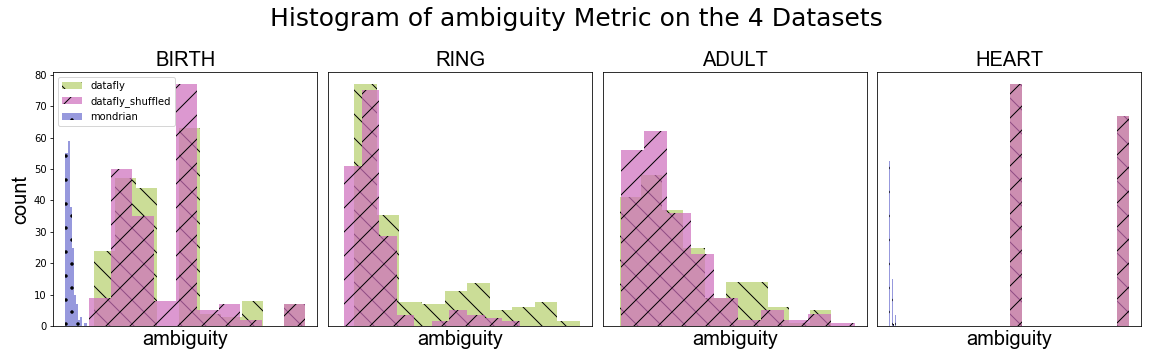 Histogram of ambiguity Metric on the 4 Datasets
BIRTH
RING
ADULT
HEART
datafly
datafly_shuffled
mondrian
80
70
60
50
40
30
20
10
0
count
ambiguity
ambiguity
ambiguity
ambiguity